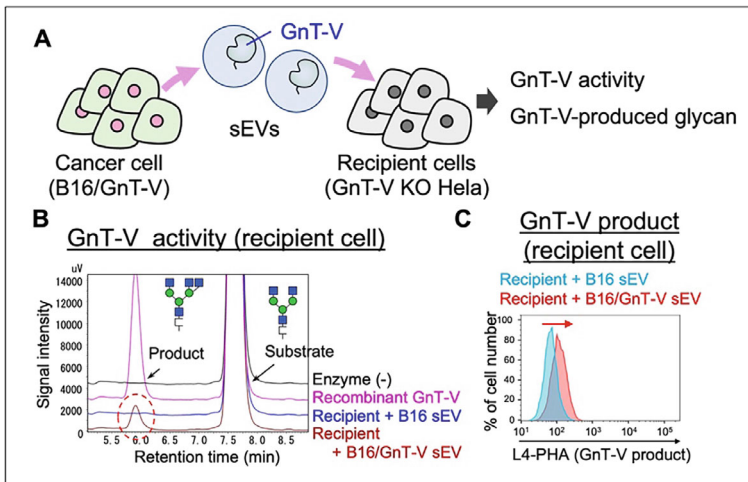 A
GnT-V
sEVs
Cancer cell
(B16/GnT-V)
Recipient cells
(GnT-V KO Hela)
GnT-V activity
GnT-V-produced glycan
B
GnT-V activity (recipient cell)
uV
14000
12000
10000
8000
6000
4000
2000
0
Signal intensity
Product
Substrate
Enzyme (-)
Recombinant GnT-V
Recipient + B16 sEV
Recipient
+ B16/GnT-V sEV
5.5 6.0 6.5 7.0 7.5 8.0 8.5
Retention time (min)
C
GnT-V product
(recipient cell)
Recipient + B16 sEV
Recipient + B16/GnT-V sEV
% of cell number
100
80
60
40
20
0
10¹ 10² 10³ 10⁴ 10⁵
L4-PHA (GnT-V product)